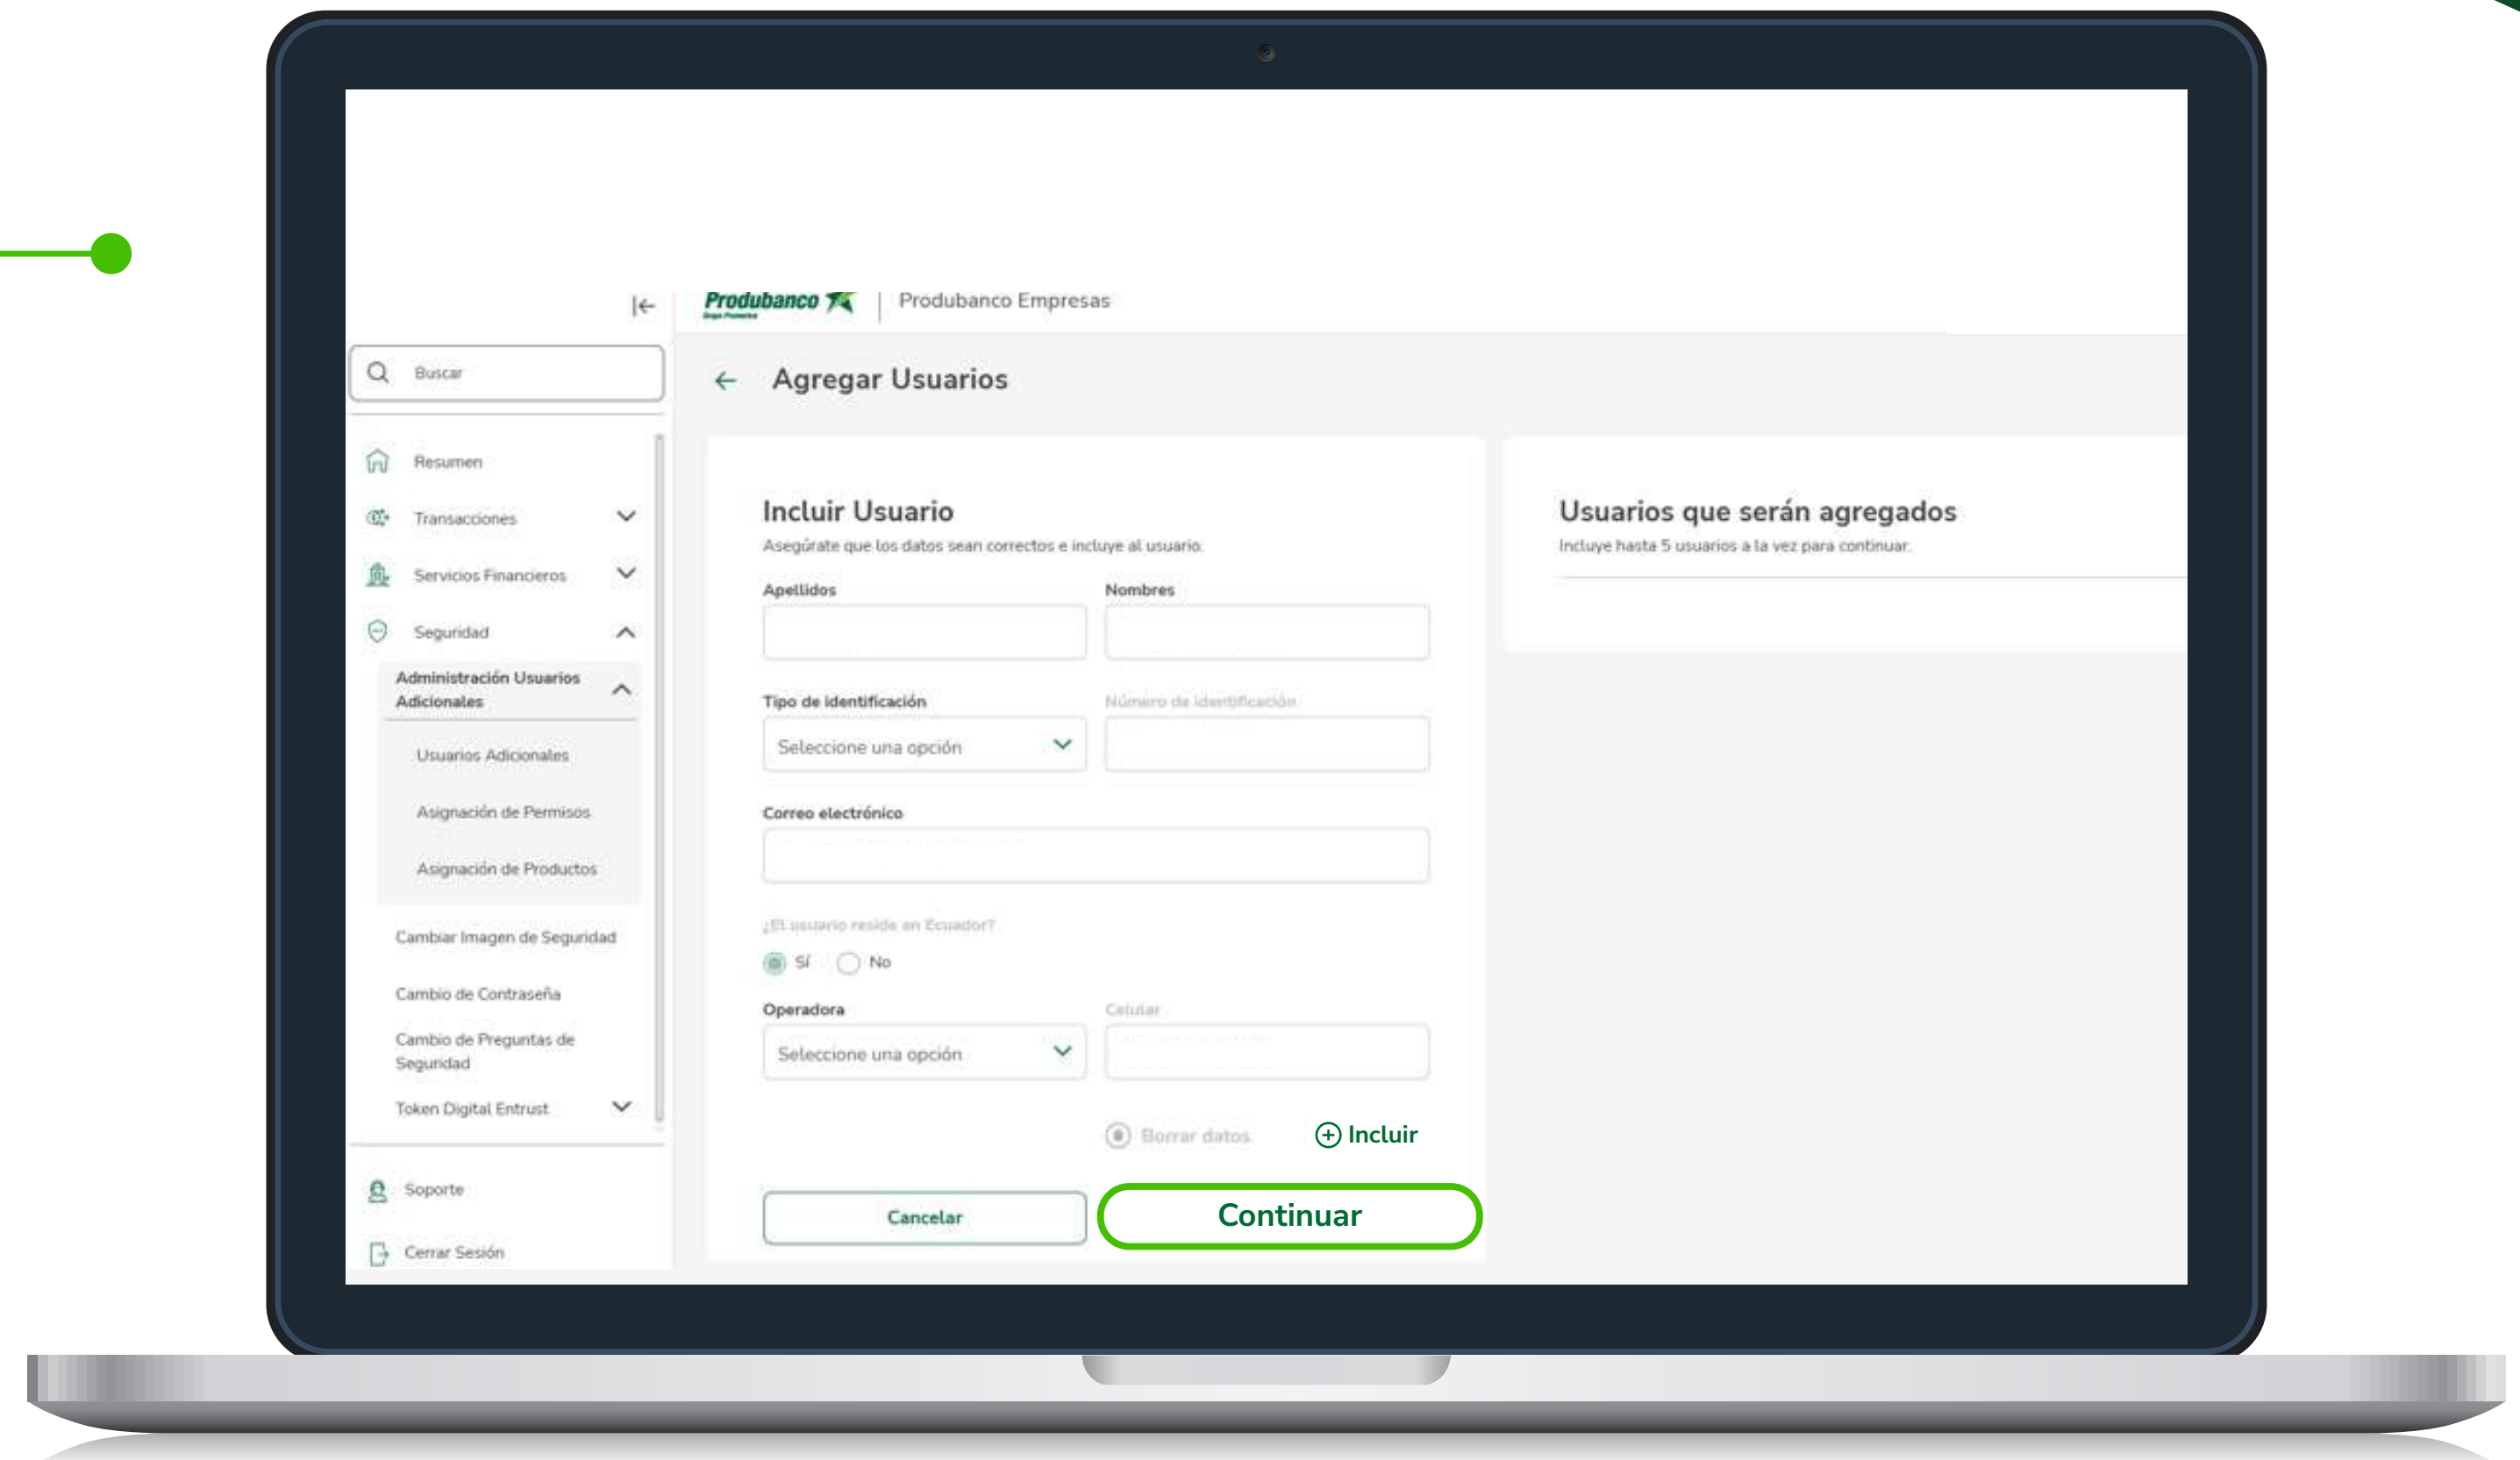 Produbanco
Grupo Promerica
Produbanco Empresas
Buscar
Resumen
Transacciones
Servicios Financieros
Seguridad
Administración Usuarios
Adicionales
Usuarios Adicionales
Asignación de Permisos
Asignación de Productos
Cambiar Imagen de Seguridad
Cambio de Contraseña
Cambio de Preguntas de
Seguridad
Token Digital Entrust
Soporte
Cerrar Sesión
Agregar Usuarios
Incluir Usuario
Asegúrate que los datos sean correctos e incluye al usuario.
Apellidos
Nombres
Tipo de identificación
Número de identificación
Seleccione una opción
Correo electrónico
¿El usuario reside en Ecuador?
Sí
No
Operadora
Celular
Seleccione una opción
Borrar datos
Incluir
Cancelar
Continuar
Usuarios que serán agregados
Incluye hasta 5 usuarios a la vez para continuar.